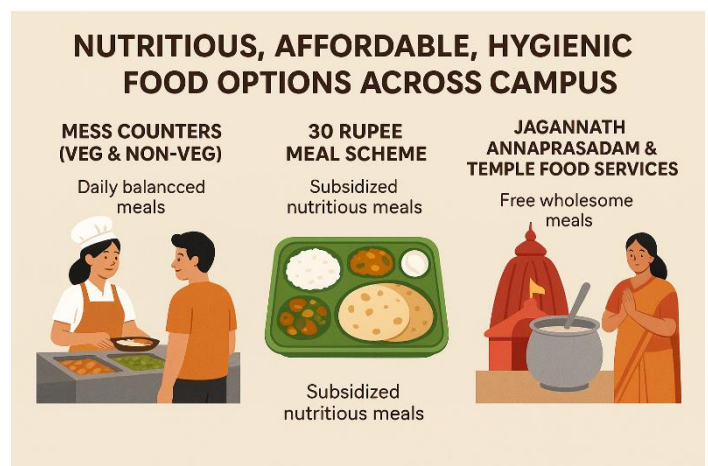 NUTRITIOUS, AFFORDABLE, HYGIENIC
FOOD OPTIONS ACROSS CAMPUS
MESS COUNTERS
(VEG & NON-VEG)
Daily balancced
meals
30 RUPEE
MEAL SCHEME
Subsidized
nutritious meals
Subsidized
nutritious meals
JAGANNATH
ANNAPRASADAM &
TEMPLE FOOD SERVICES
Free wholesome
meals